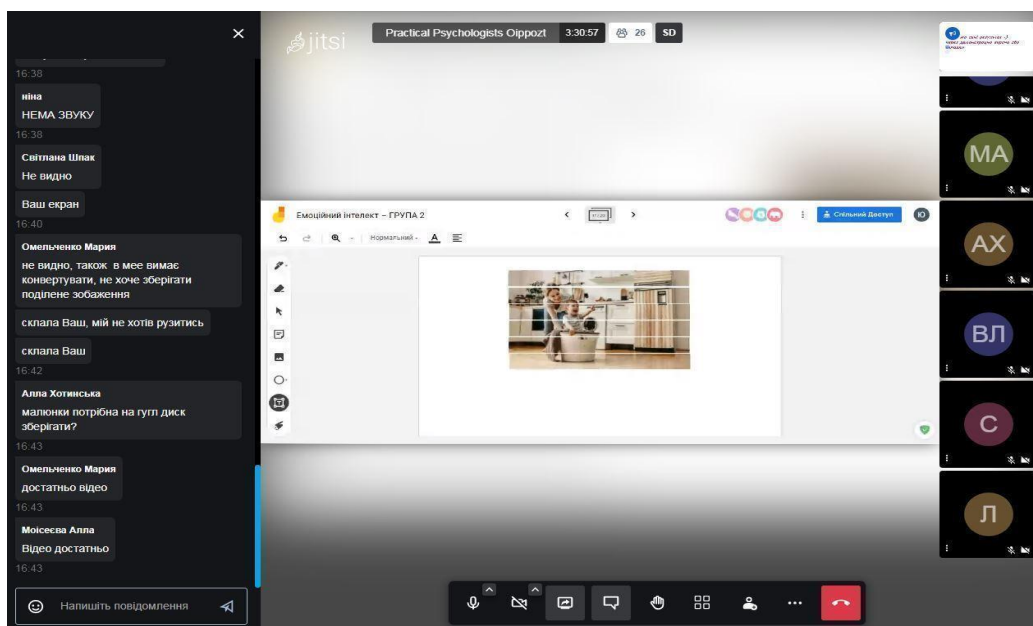 16:38
ніна
НЕМА ЗВУКУ
16:38
Світлана Шпак
Не видно
Ваш екран
16:40
Омельченко Мария
не видно, також в мее вимає
конвертувати, не хоче зберігати
поділене зобаження
склала Ваш, мій не хотів рузитись
склала Ваш
16:42
Алла Хотинська
малюнки потрібна на гугл диск
зберігати?
16:43
Омельченко Мария
достатньо відео
16:43
Моісеєва Алла
Відео достатньо
16:43
Напишіть повідомлення
jitsi
Practical Psychologists Oippozt 3:30:57 26 SD
Емоційний інтелект – ГРУПА 2
Спільний Доступ
Ю
Нормальний
A
МА
АХ
ВЛ
С
Л